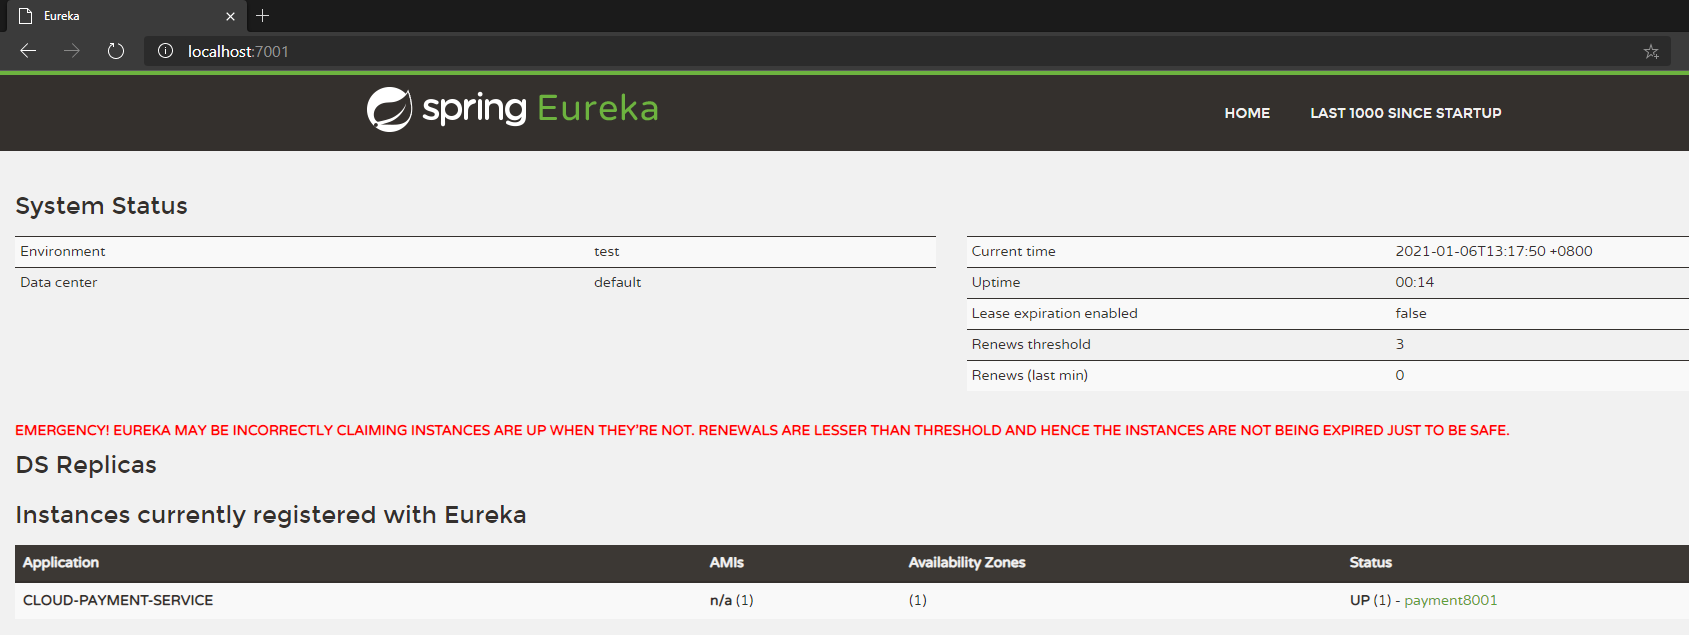 Eureka
localhost:7001
spring Eureka
HOME LAST 1000 SINCE STARTUP
System Status
Environment test
Data center default
Current time 2021-01-06T13:17:50 +0800
Uptime 00:14
Lease expiration enabled false
Renews threshold 3
Renews (last min) 0
EMERGENCY! EUREKA MAY BE INCORRECTLY CLAIMING INSTANCES ARE UP WHEN THEY'RE NOT. RENEWALS ARE LESSER THAN THRESHOLD AND HENCE THE INSTANCES ARE NOT BEING EXPIRED JUST TO BE SAFE.
DS Replicas
Instances currently registered with Eureka
Application AMIs Availability Zones Status
CLOUD-PAYMENT-SERVICE n/a (1) (1) UP (1) - payment8001